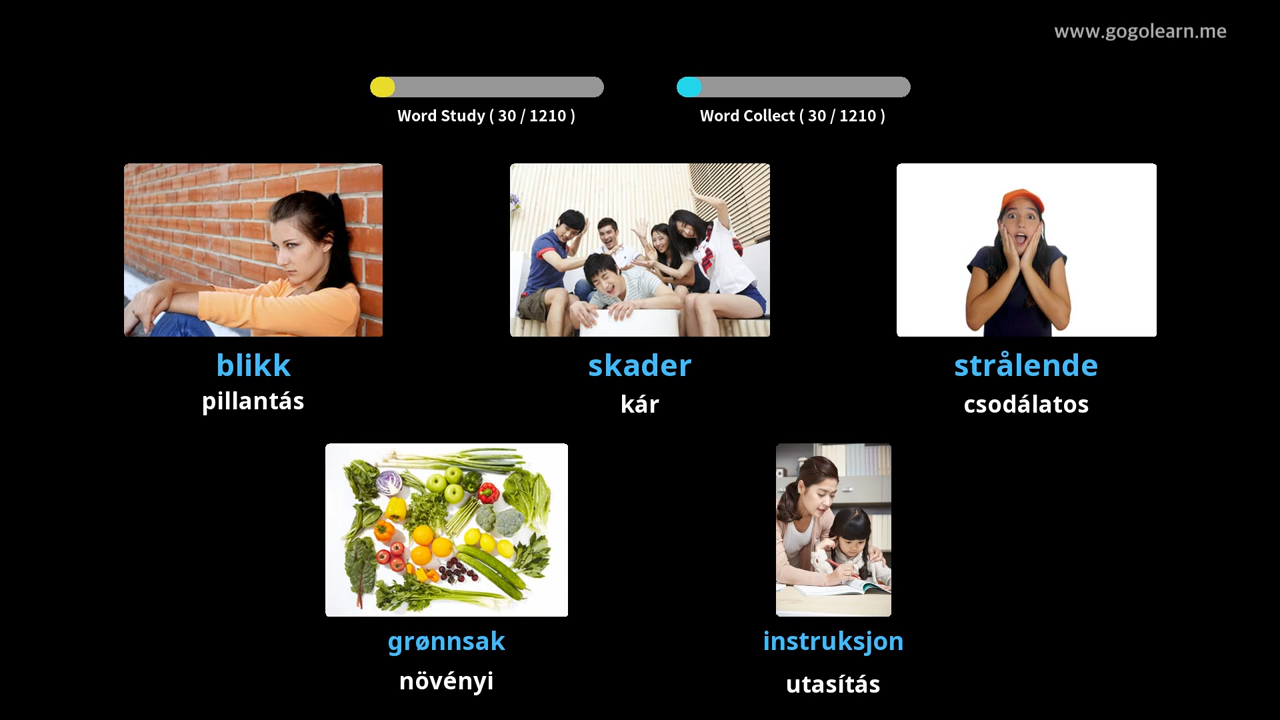 www.gogolearn.me
Word Study ( 30 / 1210 )
Word Collect ( 30 / 1210 )
blikk
pillantás
skader
kár
strålende
csodálatos
grønnsak
növényi
instruksjon
utasítás